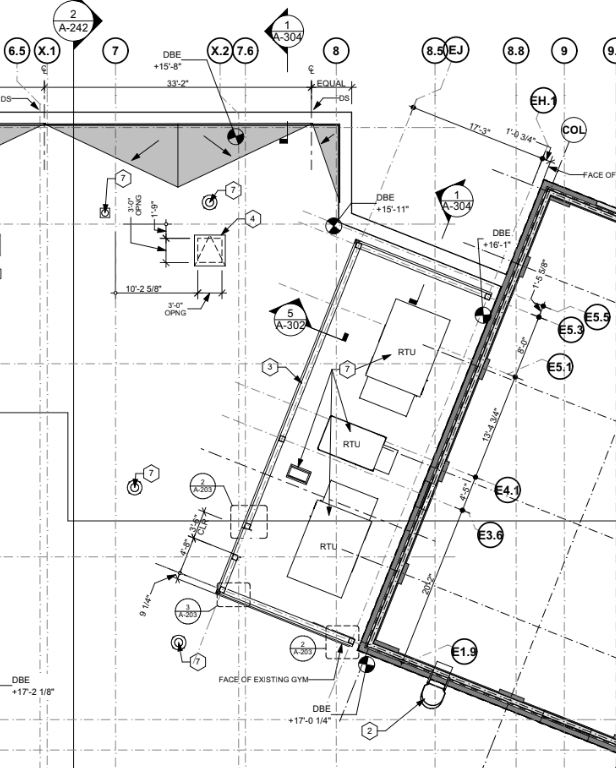 2
A-242
1
A-304
6.5
X.1
7
X.2
7.6
8
8.5
EJ
8.8
9
9.
DBE
+15'-8"
℄
℄
33'-2"
EQUAL
DS
DS
17'-3"
1'-0 3/4"
EH.1
COL
FACE OF
7
7
3'-0"
OPNG
1'-9"
4
DBE
+15'-11"
1
A-304
DBE
+16'-1"
10'-2 5/8"
3'-0"
OPNG
5
A-302
1'-5 5/8"
E5.5
E5.3
8'-0"
E5.1
RTU
3
7
13'-4 3/4"
RTU
7
2
A-203
4'-5"
E4.1
E3.6
3'-8"
CLR
4'-8"
RTU
9 1/4"
3
A-203
20'-2"
2
A-203
7
E1.9
FACE OF EXISTING GYM
DBE
+17'-2 1/8"
DBE
+17'-0 1/4"
2